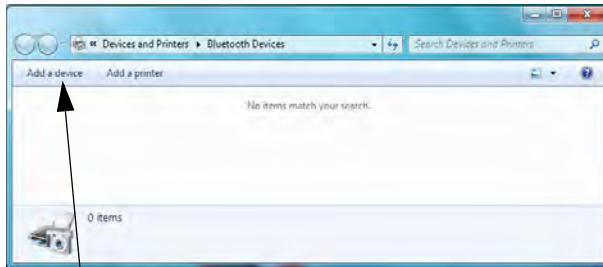 « Devices and Printers ▸ Bluetooth Devices Search Devices and Printers
Add a device Add a printer
No items match your search.
0 items